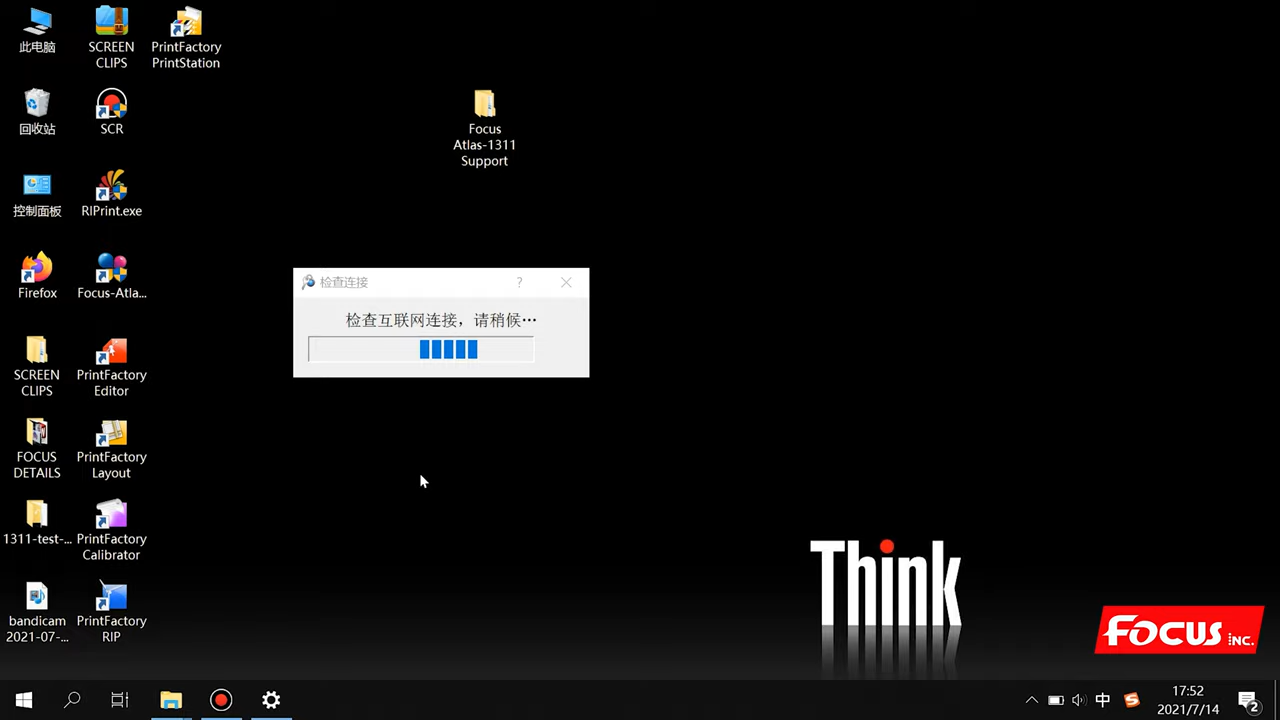 此电脑
SCREEN
CLIPS
PrintFactory
PrintStation
回收站
SCR
控制面板
RIPrint.exe
Firefox
Focus-Atla...
SCREEN
CLIPS
PrintFactory
Editor
FOCUS
DETAILS
PrintFactory
Layout
1311-test-...
PrintFactory
Calibrator
bandicam
2021-07-...
PrintFactory
RIP
Focus
Atlas-1311
Support
检查连接
?
检查互联网连接，请稍候…
Think
FOCUS INC.
中
S
17:52
2021/7/14
2